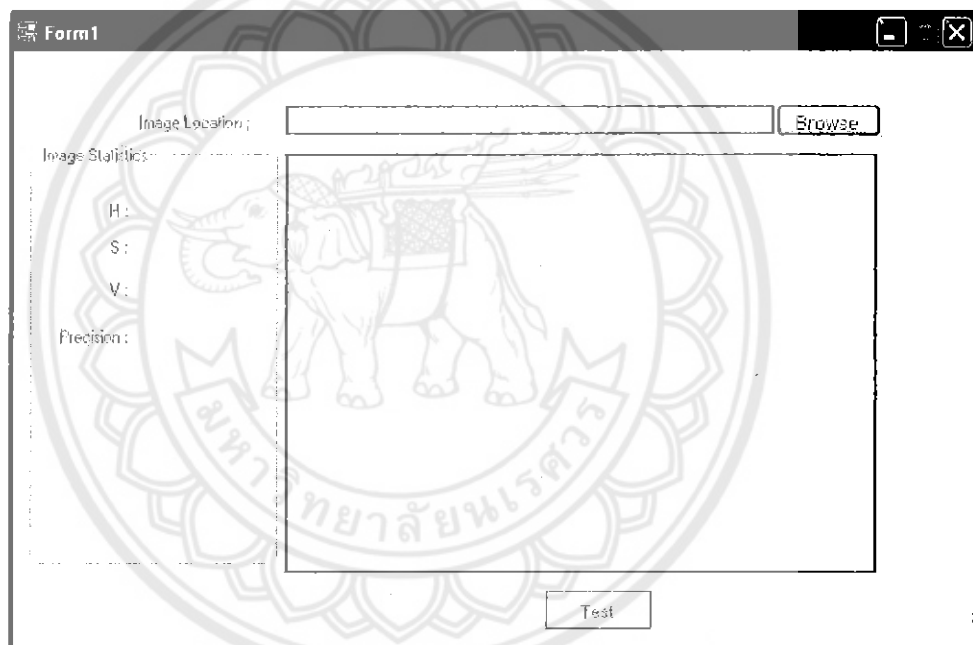 Form1
Image Location :
Browse
Image Statistics
H :
S :
V :
Precision :
Test
มหาวิทยาลัยนเรศวร